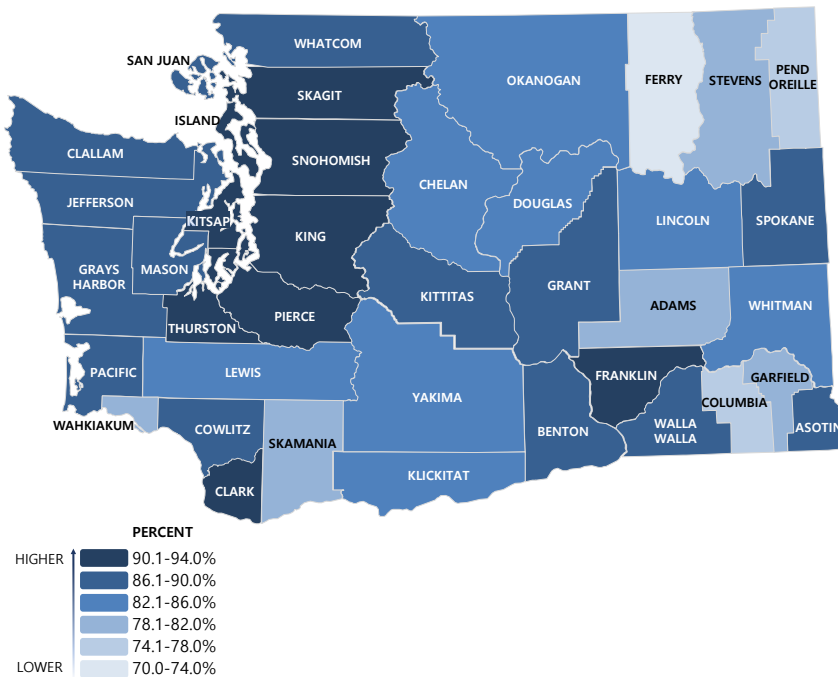 WHATCOM
SAN JUAN
OKANOGAN
FERRY
STEVENS
PEND
OREILLE
SKAGIT
ISLAND
CLALLAM
SNOHOMISH
CHELAN
DOUGLAS
JEFFERSON
KITSAP
LINCOLN
SPOKANE
KING
GRAYS
HARBOR
MASON
KITTITAS
GRANT
ADAMS
WHITMAN
THURSTON
PIERCE
PACIFIC
LEWIS
YAKIMA
FRANKLIN
GARFIELD
COLUMBIA
WAHKIAKUM
COWLITZ
SKAMANIA
BENTON
WALLA
WALLA
ASOTIN
KLICKITAT
CLARK
PERCENT
HIGHER
90.1-94.0%
86.1-90.0%
82.1-86.0%
78.1-82.0%
74.1-78.0%
LOWER
70.0-74.0%